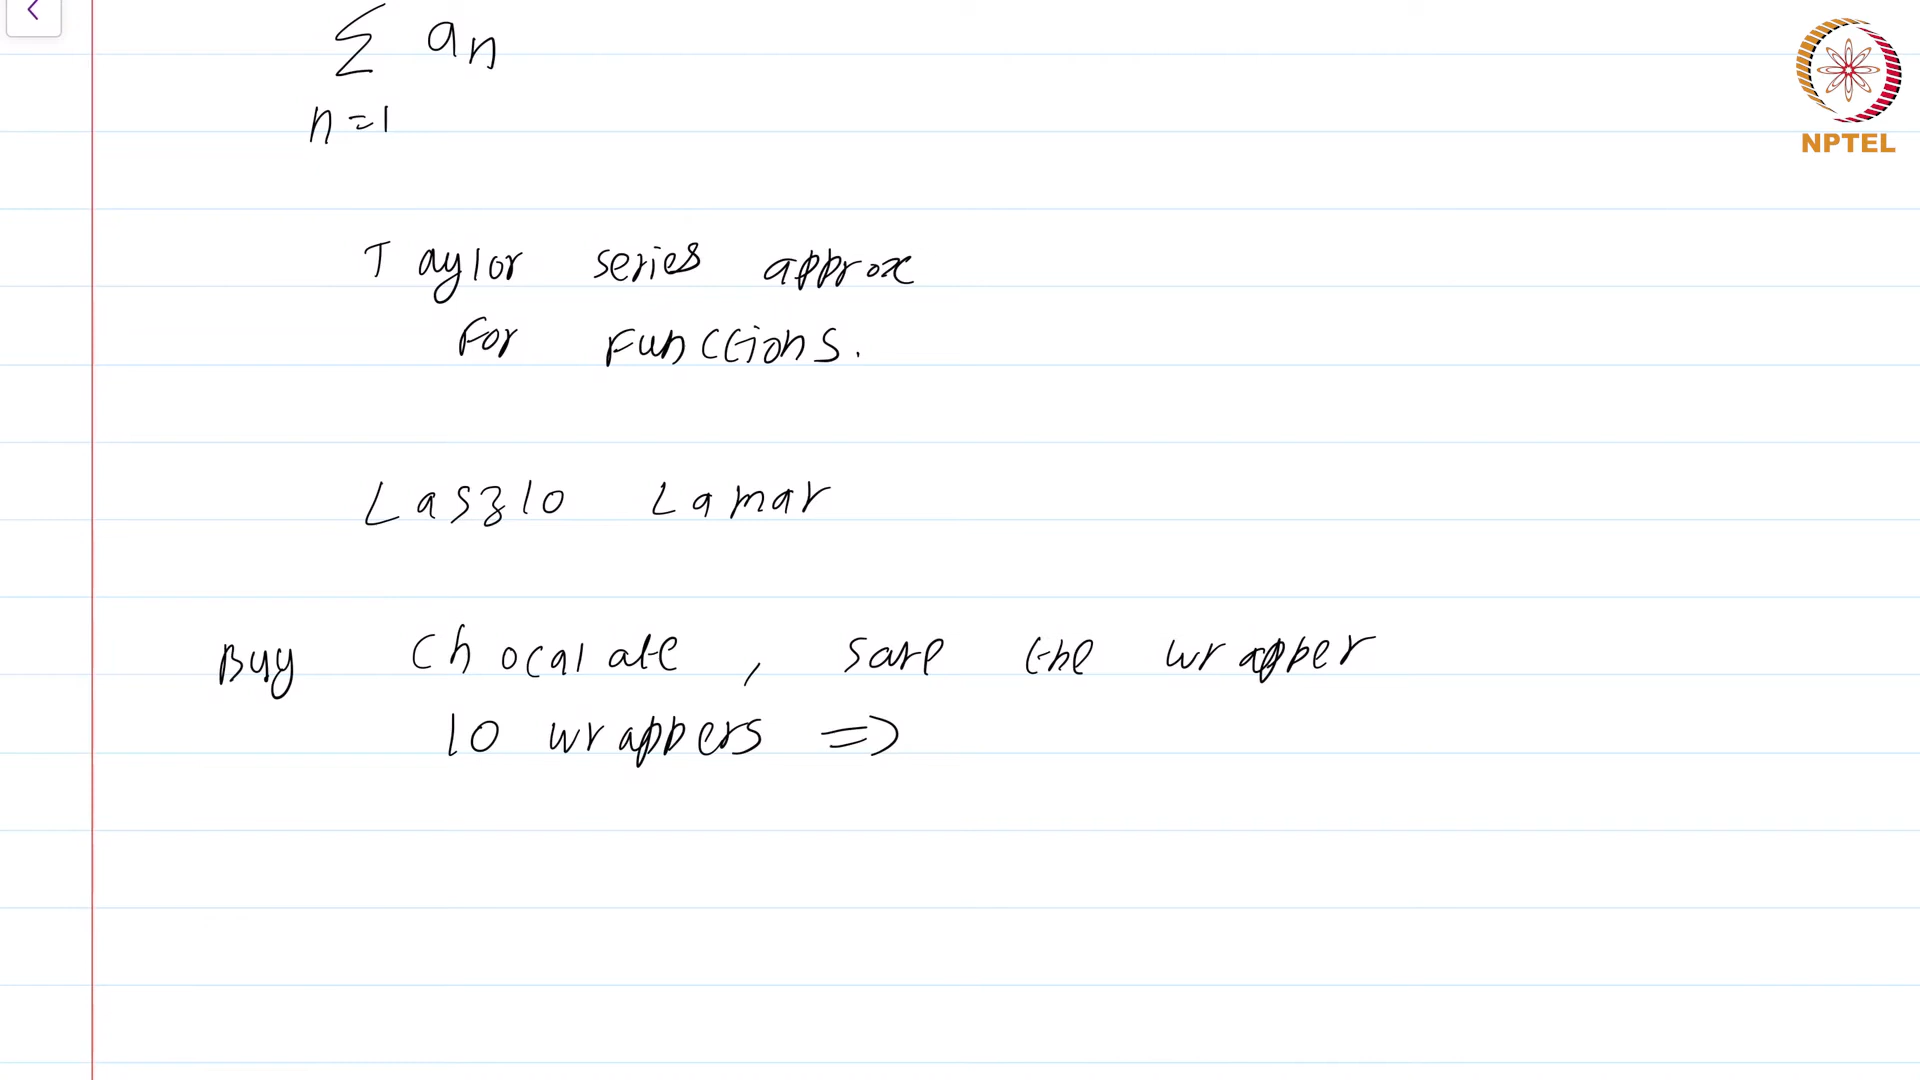 ∑ an
n=1
NPTEL
Taylor series approx
For Functions.
Laszlo Lamar
Buy Chocalate, save the wrapper
10 wrappers ⇒